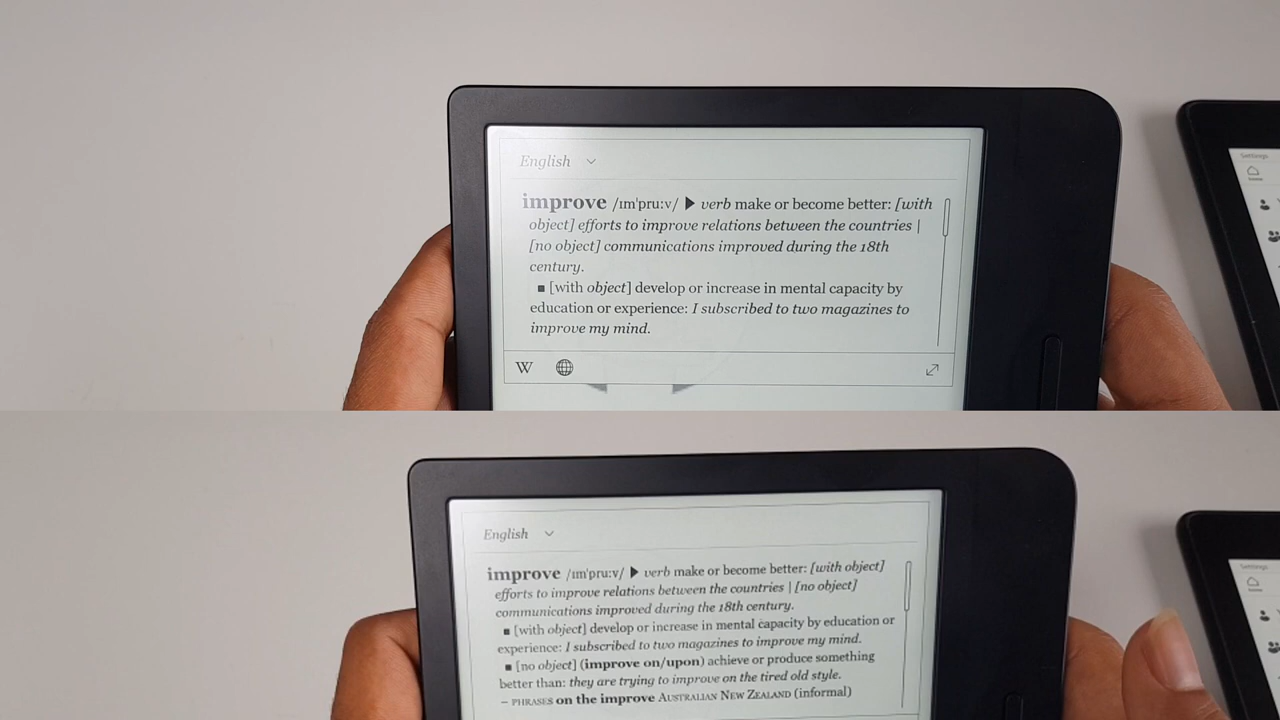 English
improve /ɪmˈpruːv/ ▶ verb make or become better: [with
object] efforts to improve relations between the countries |
[no object] communications improved during the 18th
century.
■ [with object] develop or increase in mental capacity by
education or experience: I subscribed to two magazines to
improve my mind.
W
Settings
English
improve /ɪmˈpruːv/ ▶ verb make or become better: [with object]
efforts to improve relations between the countries | [no object]
communications improved during the 18th century.
■ [with object] develop or increase in mental capacity by education or
experience: I subscribed to two magazines to improve my mind.
■ [no object] (improve on/upon) achieve or produce something
better than: they are trying to improve on the tired old style.
– PHRASES on the improve AUSTRALIAN NEW ZEALAND (informal)
Settings